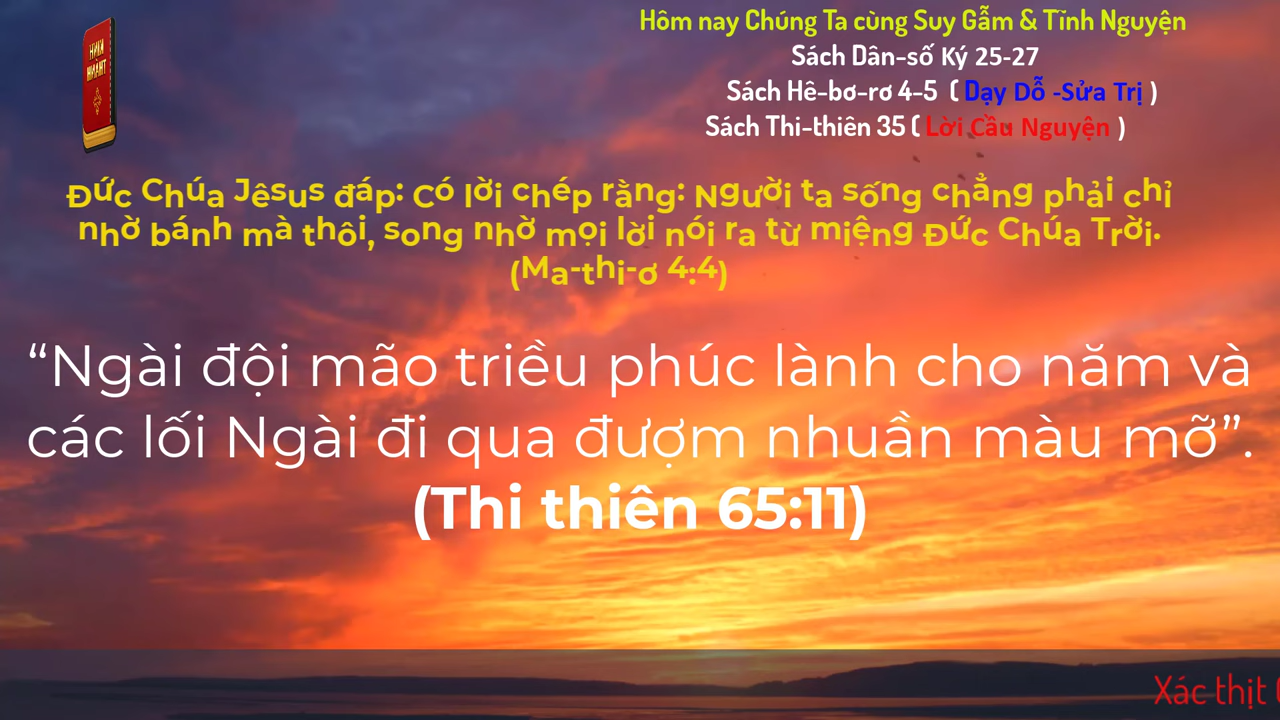 Hôm nay Chúng Ta cùng Suy Gẫm & Tĩnh Nguyện
Sách Dân-số Ký 25-27
Sách Hê-bơ-rơ 4-5 ( Dạy Dỗ -Sửa Trị )
Sách Thi-thiên 35 ( Lời Cầu Nguyện )
KINH
THÁNH
Đức Chúa Jêsus đáp: Có lời chép rằng: Người ta sống chẳng phải chỉ
nhờ bánh mà thôi, song nhờ mọi lời nói ra từ miệng Đức Chúa Trời.
(Ma-thi-ơ 4:4)
“Ngài đội mão triều phúc lành cho năm và
các lối Ngài đi qua đượm nhuần màu mỡ”.
(Thi thiên 65:11)
Xác thịt